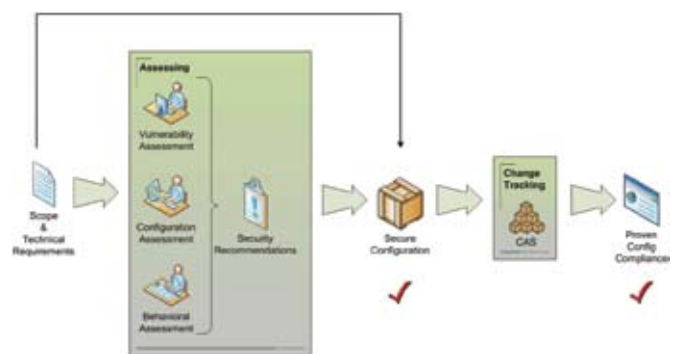 Assessing
Vulnerability
Assessment
Scope
&
Technical
Requirements
Configuration
Assessment
Security
Recommendations
Behavioral
Assessment
Secure
Configuration
Change
Tracking
CAS
Proven
Config
Compliance